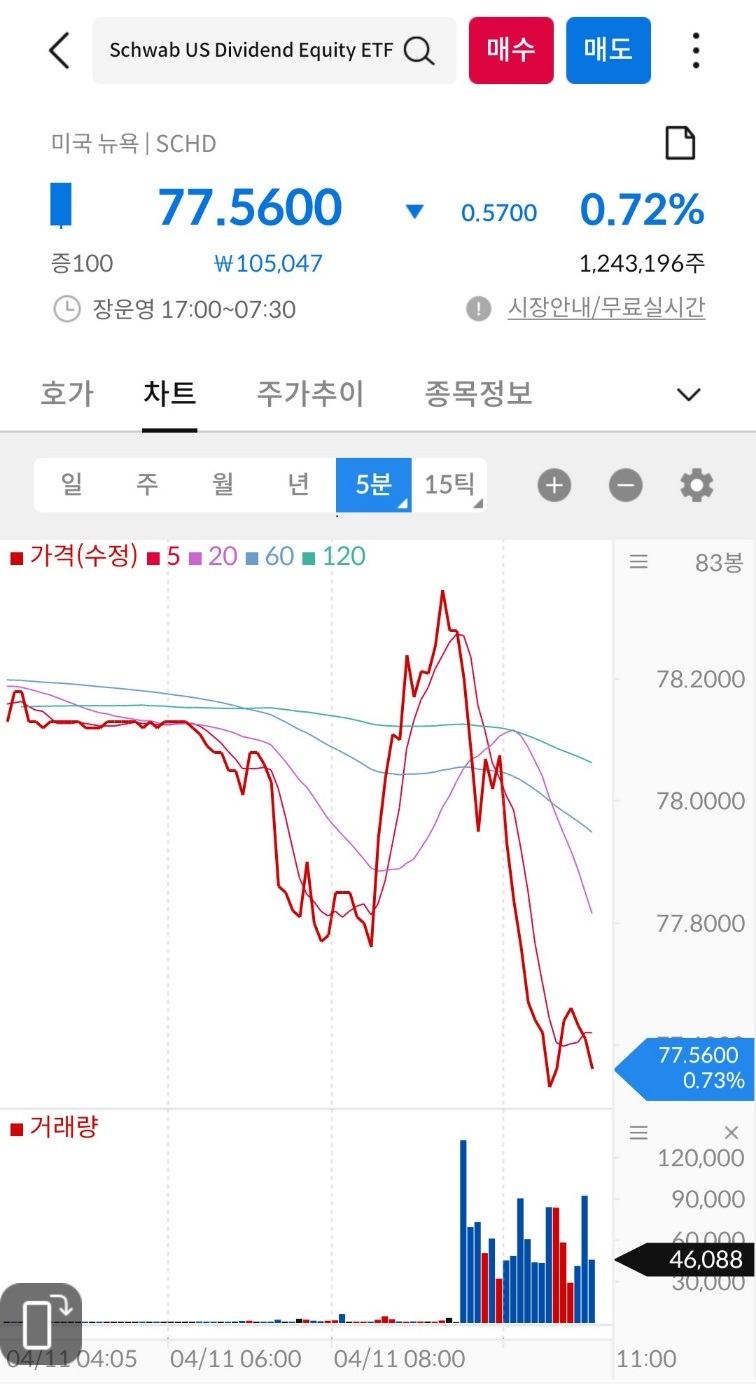 Schwab US Dividend Equity ETF 매수 매도
미국 뉴욕 | SCHD
77.5600 ▼ 0.5700 0.72%
증100 ₩105,047 1,243,196주
장운영 17:00~07:30 ! 시장안내/무료실시간
호가 차트 주가추이 종목정보
일 주 월 년 5분 15틱
가격(수정) 5 20 60 120 83봉
78.2000
78.0000
77.8000
77.5600
0.73%
거래량
120,000
90,000
60,000
46,088
30,000
04/11 04:05 04/11 06:00 04/11 08:00 11:00